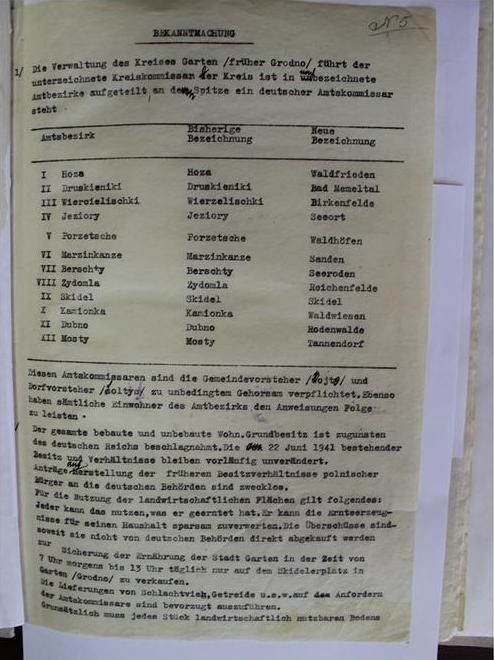 No 5
BEKANNTMACHUNG
1/ Die Verwaltung des Kreises Garten /früher Grodno/ führt der
unterzeichnete Kreiskommissar der Kreis ist in unbezeichnete
Amtbezirke aufgeteilt, an der Spitze ein deutscher Amtskommissar
steht
Amtsbezirk Bisherige Bezeichnung Neue Bezeichnung
I Hoza Hoza Waldfrieden
II Druskieniki Druskieniki Bad Memeltal
III Wiercielischki Wierzelischki Birkenfelde
IV Jeziory Jeziory Seeort
V Porzetsche Porzetsche Waldhöfen
VI Marzinkanze Marzinkanze Sanden
VII Berschty Berschty Seeroden
VIII Zydomla Zydomla Reichenfelde
IX Skidel Skidel Skidel
X Kamionka Kamionka Waldwiesen
XI Dubno Dubno Rodenwalde
XII Mosty Mosty Tannendorf
Diesen Amtskommissaren sind die Gemeindevorsteher /Wojty/ und
Dorfvorsteher /Soltys/ zu unbedingtem Gehorsam verpflichtet.Ebenso
haben sämtliche Einwohner des Amtbezirks den Anweisungen Folge
zu leisten .
Der gesamte bebaute und unbebaute Wohn.Grundbesitz ist zugunsten
des deutschen Reichs beschlagnahmt.Die 22 Juni 1941 bestehender
Besitz und Verhältnisse bleiben vorläufig unverändert.
Anträge auf Herstellung der bfrüheren Besitzverhältnisse polnischer
Bürger an die deutschen Behörden sind zwecklos.
Für die Nutzung der landwirtschaftlichen Flächen gilt folgendes:
Jeder kann das nutzen,was er geerntet hat.Er kann die Ernteerzeug-
nisse für seinen Haushalt sparsam zuverwerten.Die Überschüsse sind-
soweit sie nicht von deutschen Behörden direkt abgekauft werden
zur
Sicherung der Ernährung der Stadt Garten in der Zeit von
7 Uhr morgens bis 13 Uhr täglich nur auf dem Skidelerplatz in
Garten /Grodno/ zu verkaufen.
Die Lieferungen von Schlachtvieh,Getreide u.s.w.auf Anfordern
der Amtskommissare sind bevorzugt auszuführen.
Grunsätzlich muss jedes Stück landwirtschaftlich nutzbaren Bodens